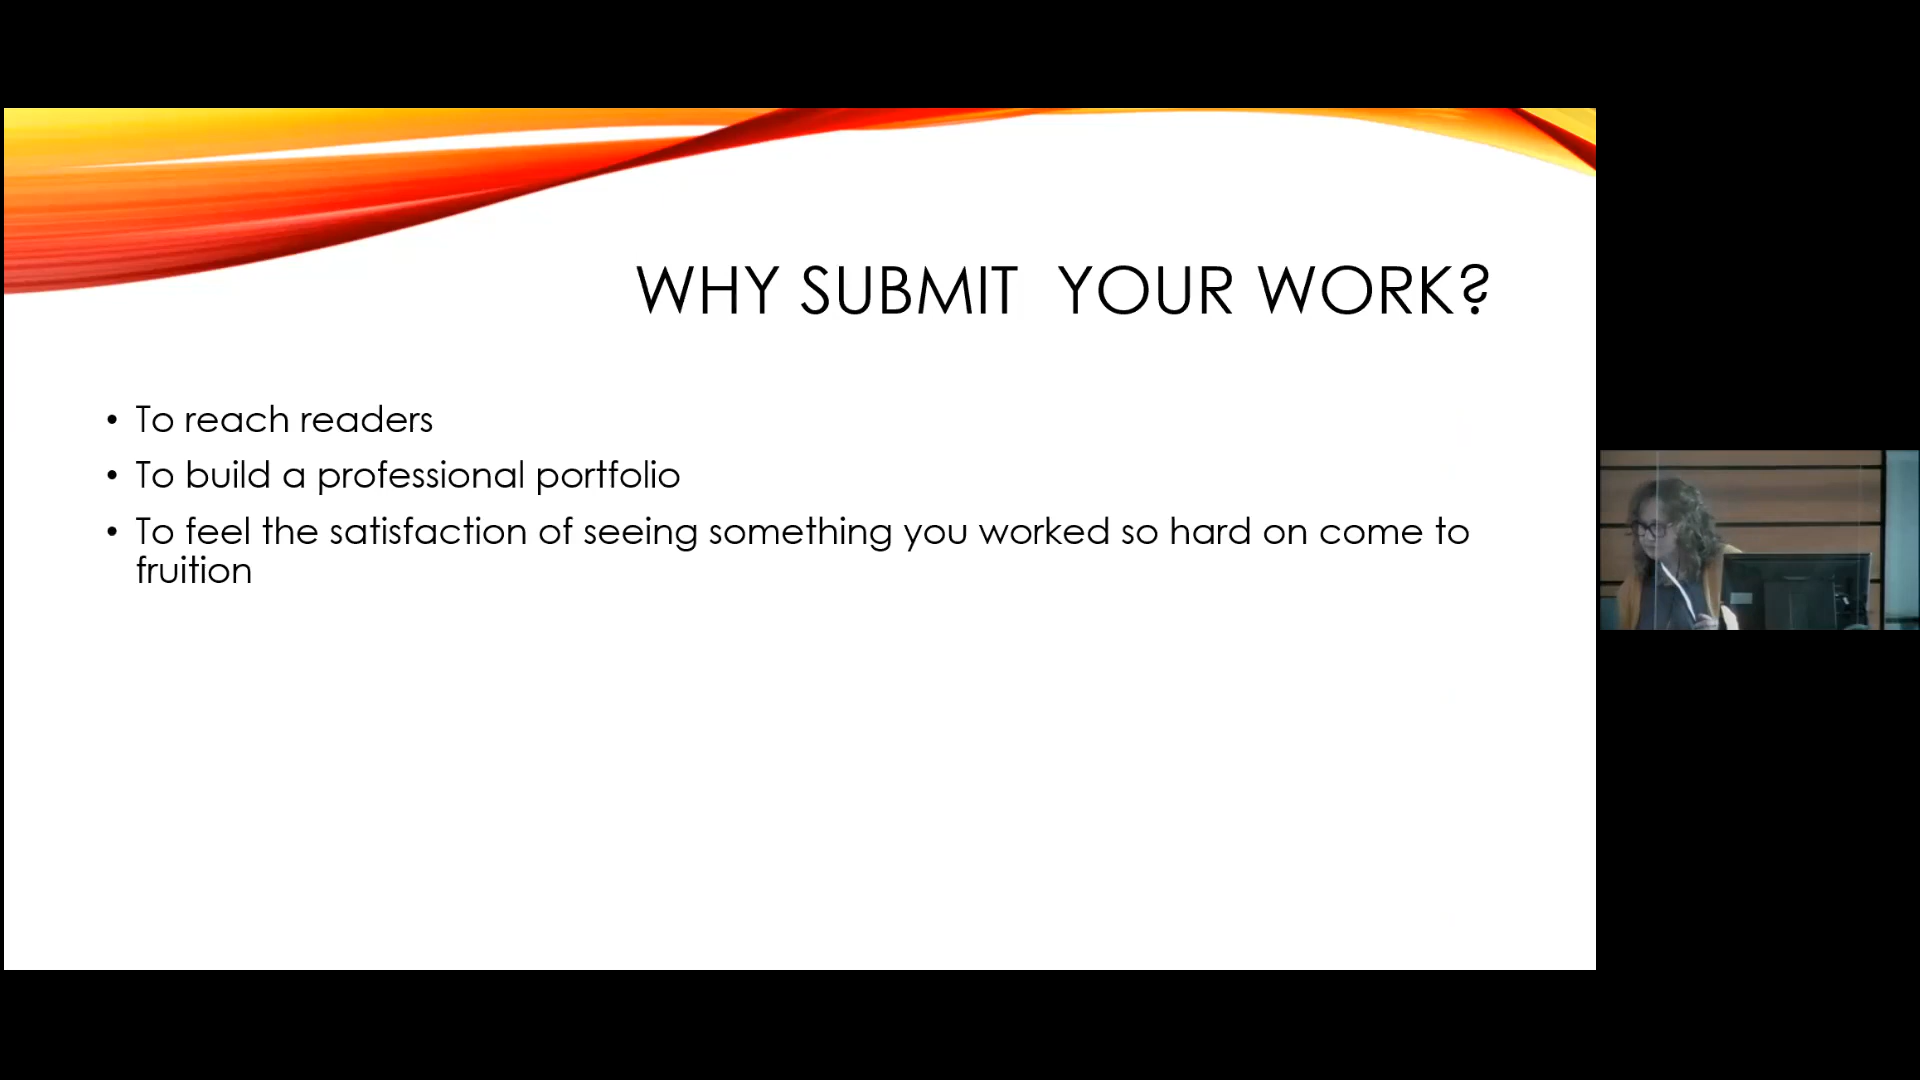 WHY SUBMIT  YOUR WORK?
• To reach readers
• To build a professional portfolio
• To feel the satisfaction of seeing something you worked so hard on come to
fruition